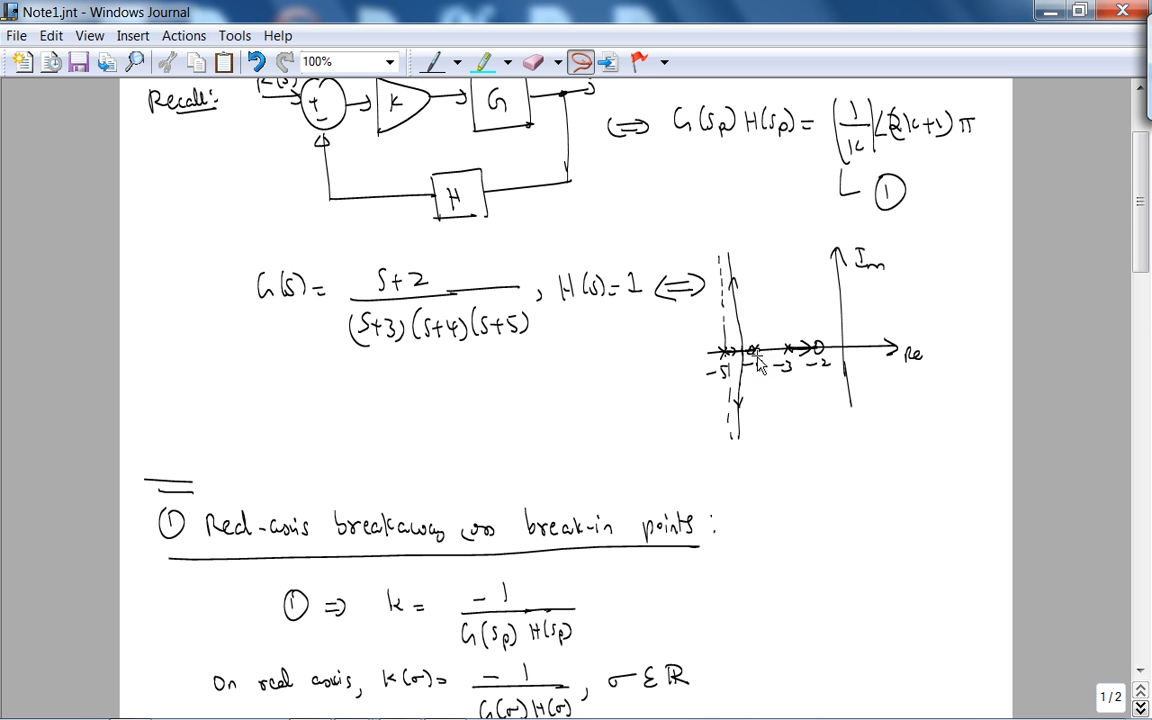 Note1.jnt - Windows Journal
File Edit View Insert Actions Tools Help
100%
Recall:
R(s)
+
-
K
G
H
⇔ G(sp) H(sp) = |1/K| ∠(2k+1) π
①
G(s) = s+2 / (s+3)(s+4)(s+5) , H(s) = 1 ⇔
Im
Re
-5
-3
-2
① Real-axis breakaway or break-in points :
① ⇒ K = -1 / G(sp) H(sp)
On real axis, K(σ) = -1 / G(σ) H(σ) , σ ∈ ℝ
1 / 2